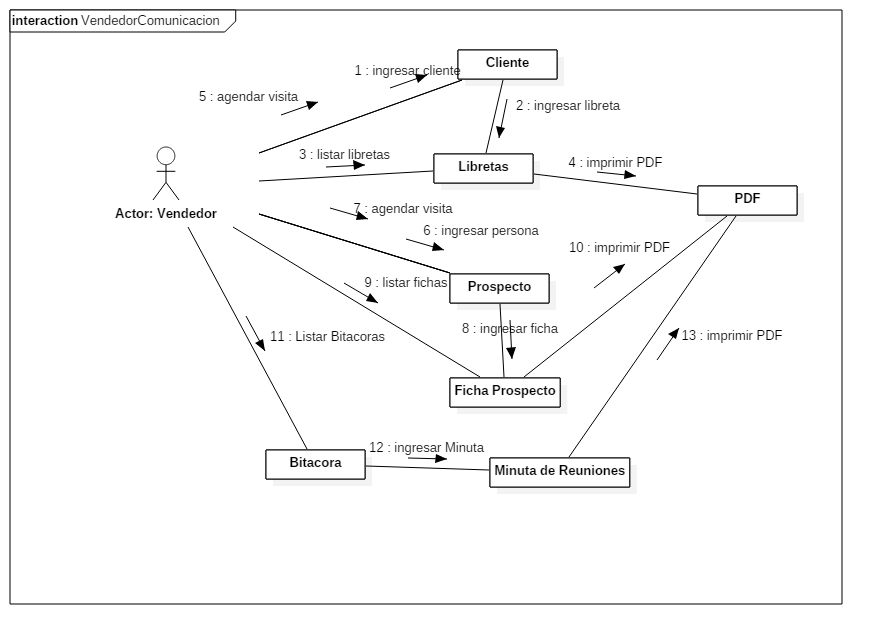 interaction VendedorComunicacion
Cliente
1 : ingresar cliente
5 : agendar visita
2 : ingresar libreta
3 : listar libretas
Libretas
4 : imprimir PDF
PDF
Actor: Vendedor
7 : agendar visita
6 : ingresar persona
10 : imprimir PDF
9 : listar fichas
Prospecto
8 : ingresar ficha
11 : Listar Bitacoras
13 : imprimir PDF
Ficha Prospecto
12 : ingresar Minuta
Bitacora
Minuta de Reuniones